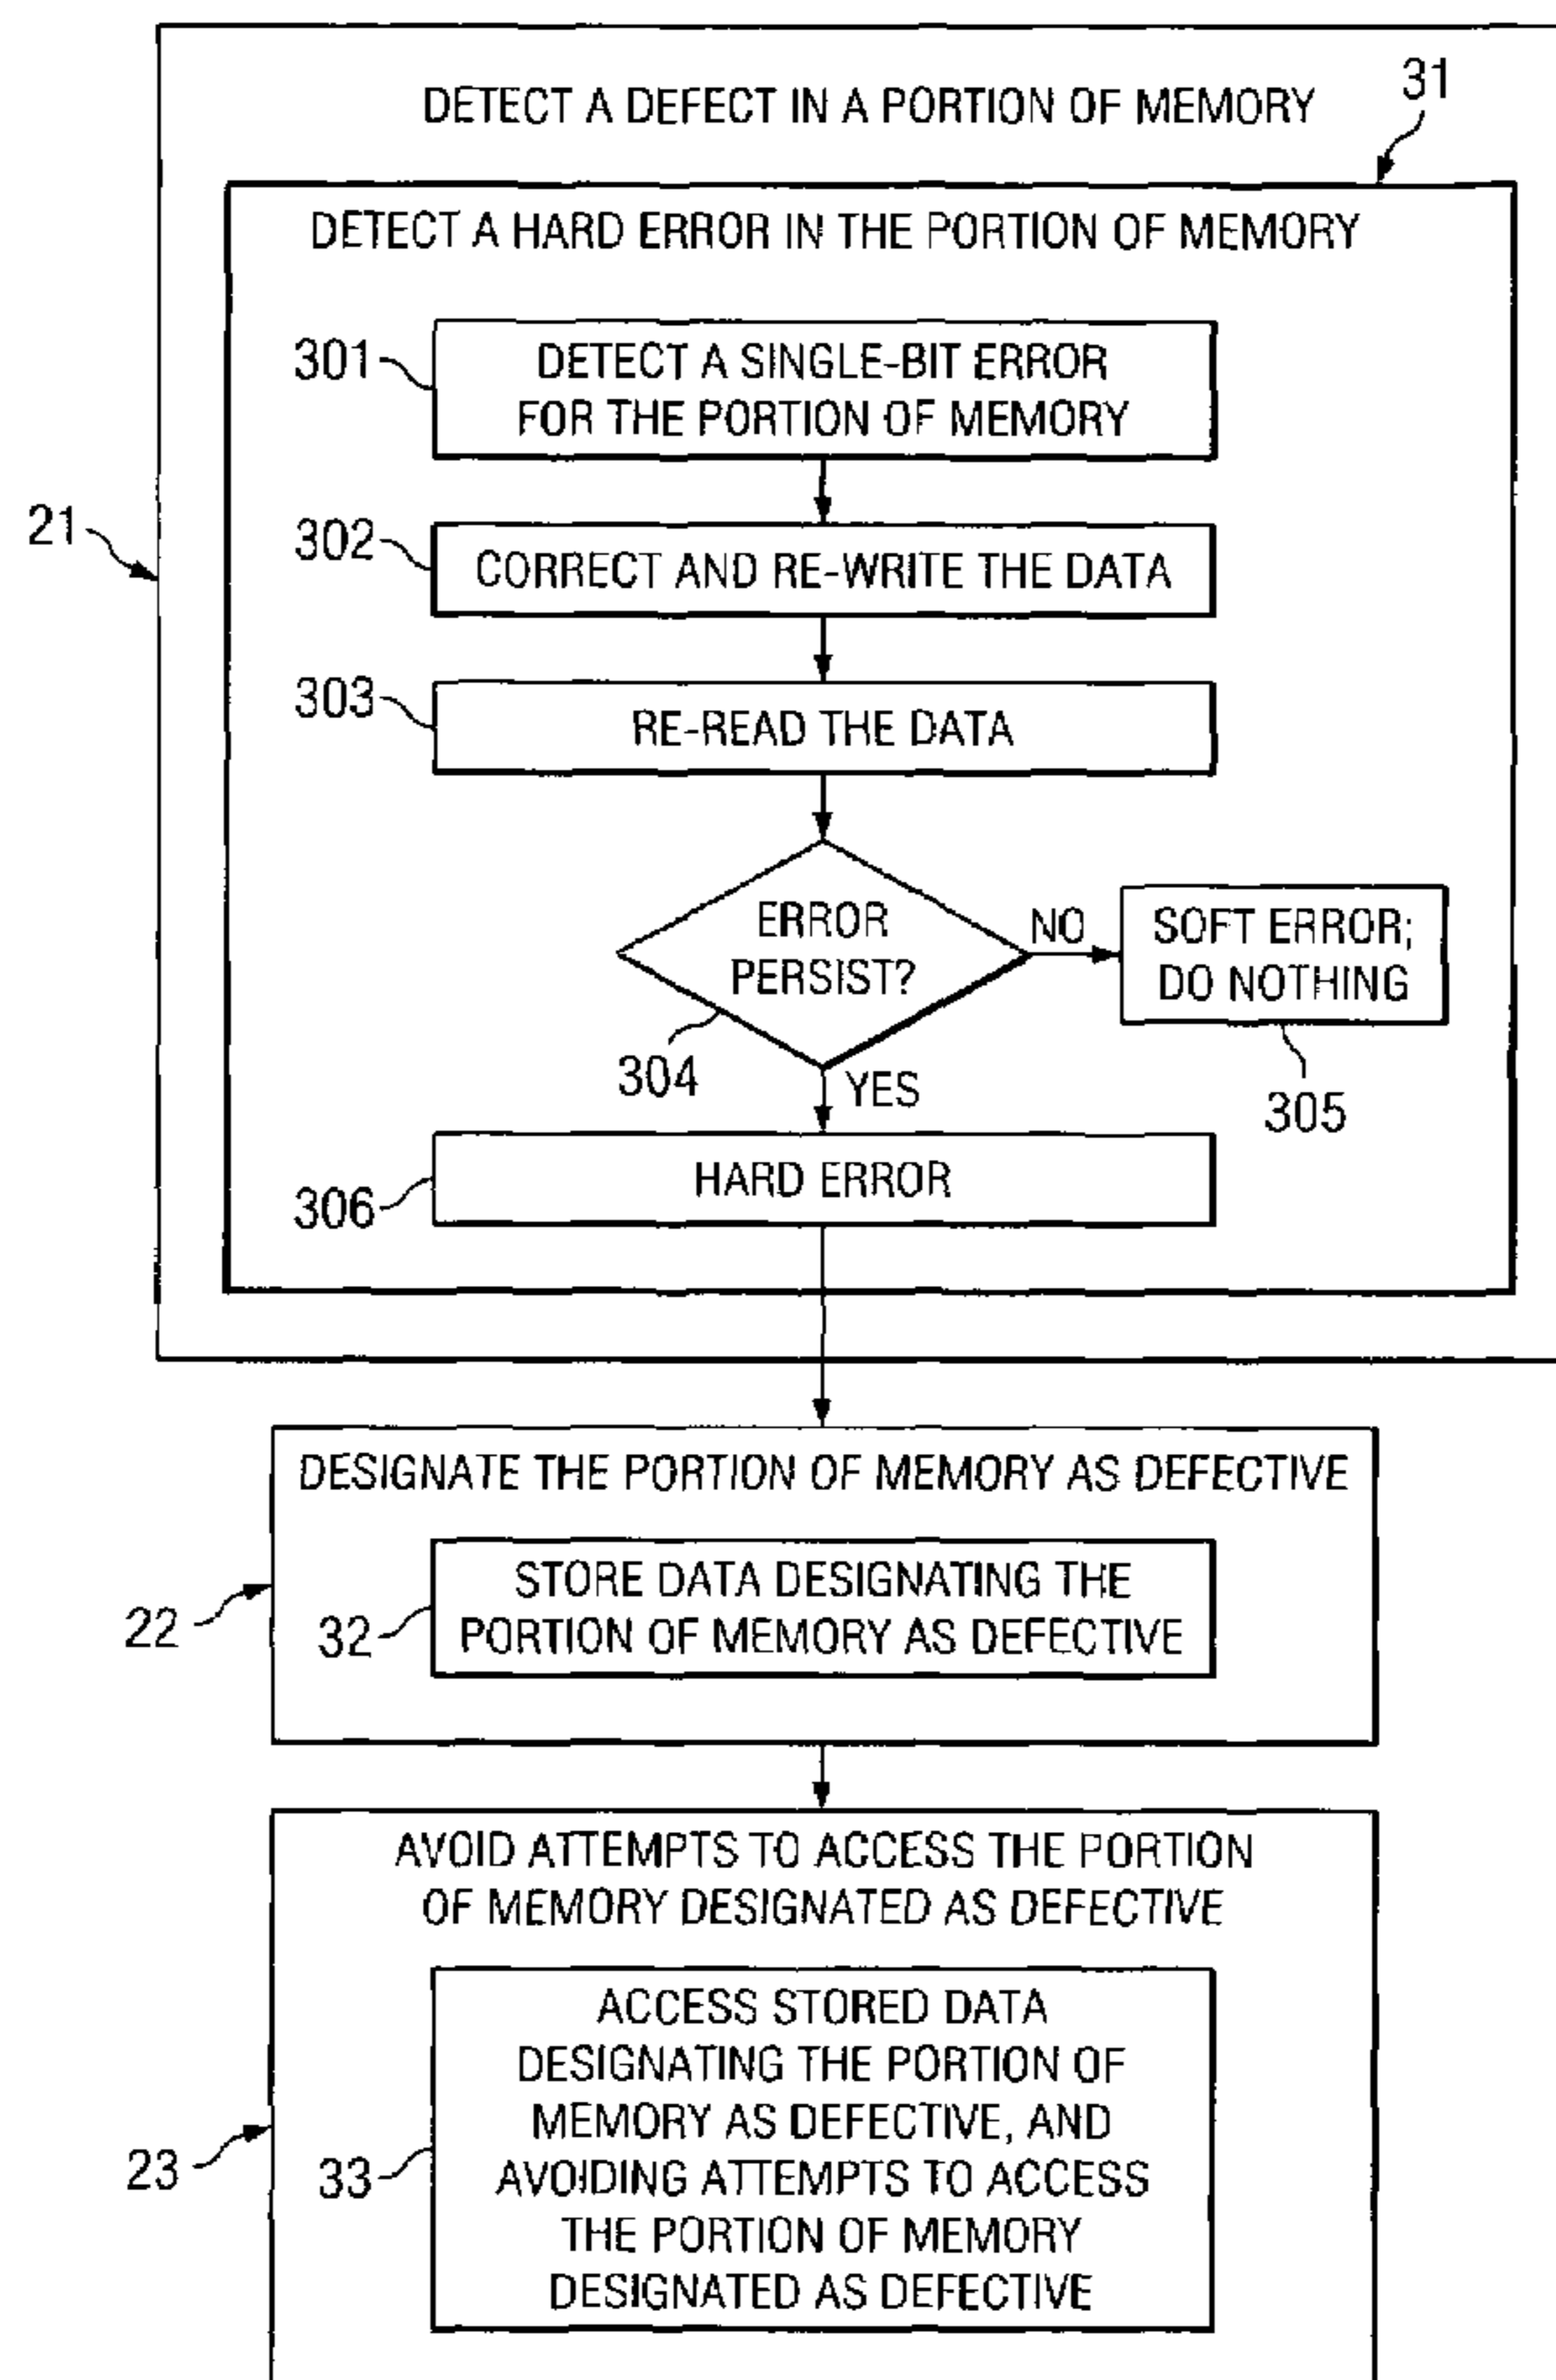 DETECT A DEFECT IN A PORTION OF MEMORY
31
DETECT A HARD ERROR IN THE PORTION OF MEMORY
301
DETECT A SINGLE-BIT ERROR
FOR THE PORTION OF MEMORY
21
302
CORRECT AND RE-WRITE THE DATA
303
RE-READ THE DATA
ERROR
PERSIST?
NO
SOFT ERROR;
DO NOTHING
304
YES
305
HARD ERROR
306
DESIGNATE THE PORTION OF MEMORY AS DEFECTIVE
22
32
STORE DATA DESIGNATING THE
PORTION OF MEMORY AS DEFECTIVE
AVOID ATTEMPTS TO ACCESS THE PORTION
OF MEMORY DESIGNATED AS DEFECTIVE
23
33
ACCESS STORED DATA
DESIGNATING THE PORTION OF
MEMORY AS DEFECTIVE, AND
AVOIDING ATTEMPTS TO ACCESS
THE PORTION OF MEMORY
DESIGNATED AS DEFECTIVE